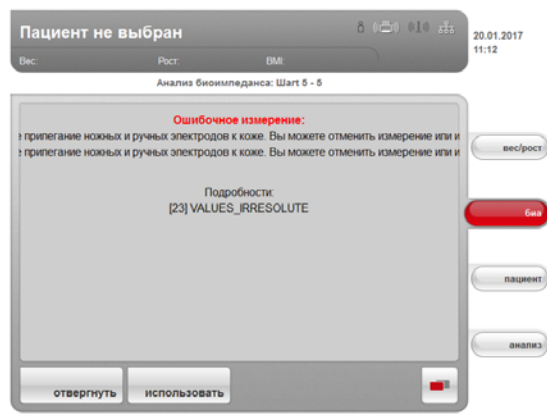 Пациент не выбран
20.01.2017
11:12
Вес: Рост: BMI:
Анализ биоимпеданса: Шart 5 - 5
Ошибочное измерение:
е прилегание ножных и ручных электродов к коже. Вы можете отменить измерение или и
е прилегание ножных и ручных электродов к коже. Вы можете отменить измерение или и
Подробности:
[23] VALUES_IRRESOLUTE
вес/рост
биа
пациент
анализ
отвергнуть использовать